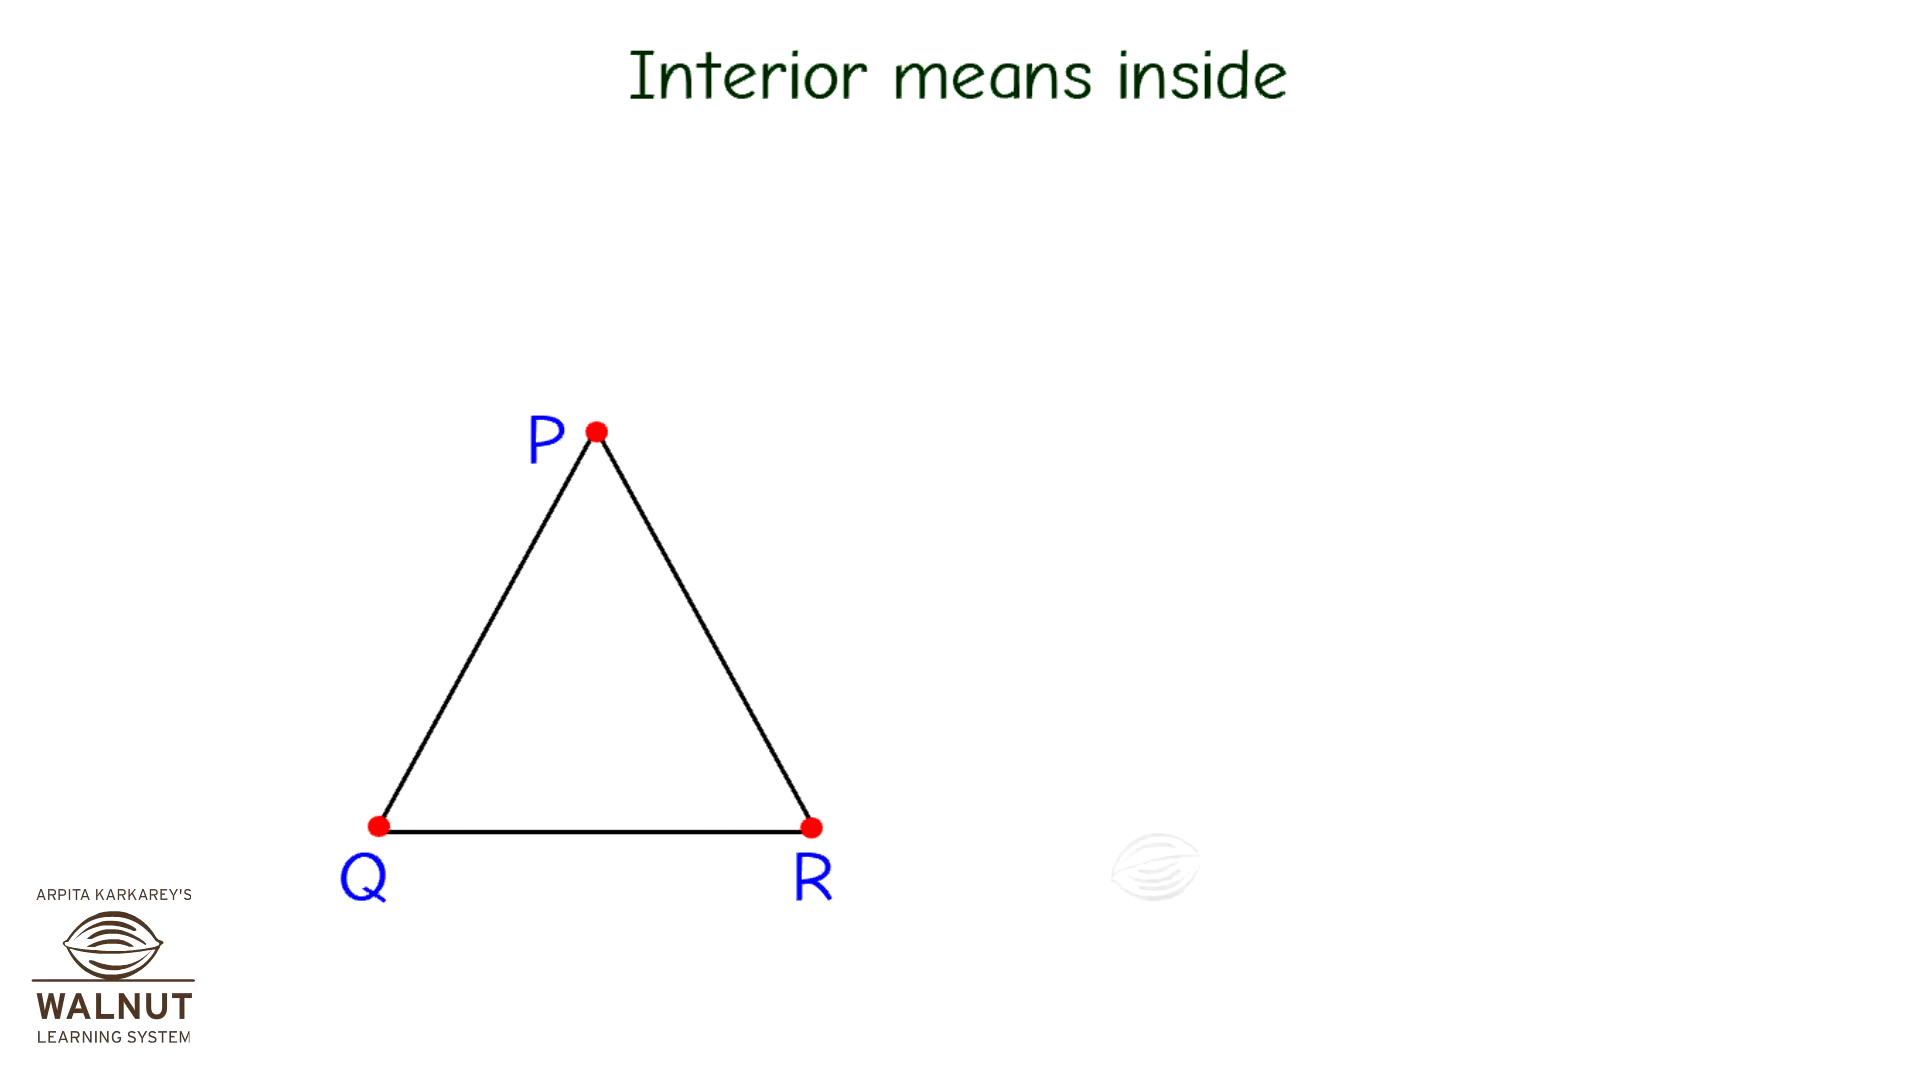 Interior means inside
P
Q
R
ARPITA KARKAREY'S
WALNUT
LEARNING SYSTEM